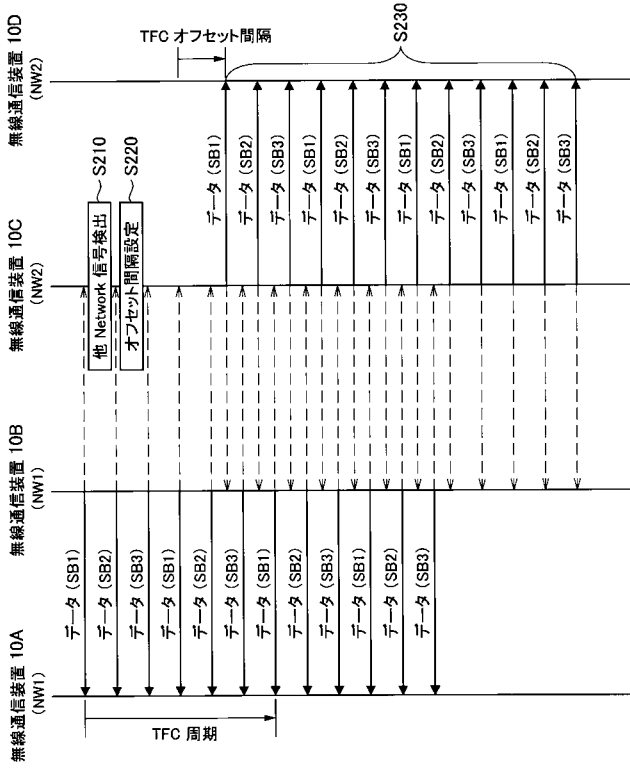 無線通信装置 10A
(NW1)
無線通信装置 10B
(NW1)
無線通信装置 10C
(NW2)
無線通信装置 10D
(NW2)
TFC オフセット間隔
S230
データ (SB1)
データ (SB2)
データ (SB3)
データ (SB1)
データ (SB2)
データ (SB3)
データ (SB1)
データ (SB2)
データ (SB3)
データ (SB1)
データ (SB2)
データ (SB3)
他 Network 信号検出
S210
オフセット間隔設定
S220
データ (SB1)
データ (SB2)
データ (SB3)
データ (SB1)
データ (SB2)
データ (SB3)
データ (SB1)
データ (SB2)
データ (SB3)
データ (SB1)
データ (SB2)
データ (SB3)
TFC 周期